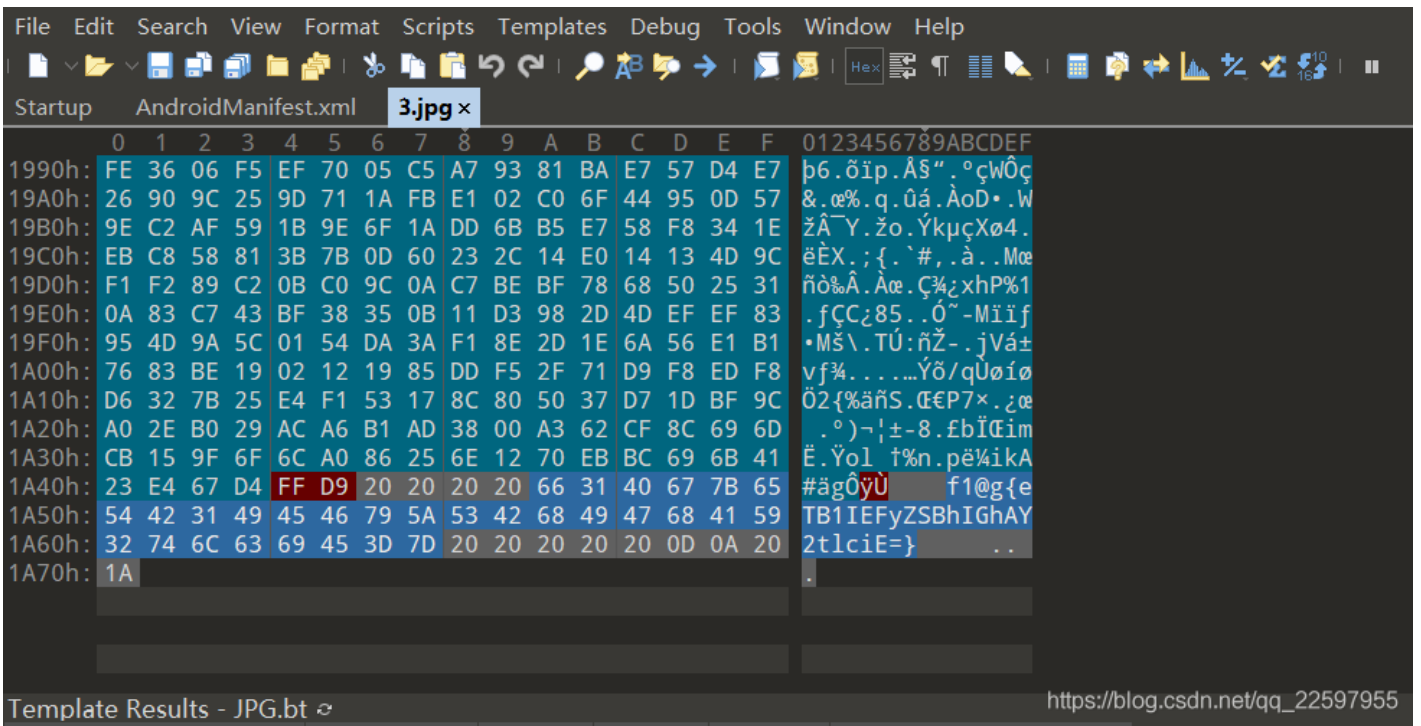 File Edit Search View Format Scripts Templates Debug Tools Window Help
Startup AndroidManifest.xml 3.jpg ×
0 1 2 3 4 5 6 7 8 9 A B C D E F 0123456789ABCDEF
1990h: FE 36 06 F5 EF 70 05 C5 A7 93 81 BA E7 57 D4 E7 þ6.õïp.Å§“.ºçWÔç
19A0h: 26 90 9C 25 9D 71 1A FB E1 02 C0 6F 44 95 0D 57 &.œ%.q.ûá.ÀoD•.W
19B0h: 9E C2 AF 59 1B 9E 6F 1A DD 6B B5 E7 58 F8 34 1E žÂ¯Y.žo.ÝkµçXø4.
19C0h: EB C8 58 81 3B 7B 0D 60 23 2C 14 E0 14 13 4D 9C ëÈX.;{.`#,.à..Mœ
19D0h: F1 F2 89 C2 0B C0 9C 0A C7 BE BF 78 68 50 25 31 ñò‰Â.Àœ.Ç¾¿xhP%1
19E0h: 0A 83 C7 43 BF 38 35 0B 11 D3 98 2D 4D EF EF 83 .ƒÇC¿85..Ó˜-Mïïƒ
19F0h: 95 4D 9A 5C 01 54 DA 3A F1 8E 2D 1E 6A 56 E1 B1 •Mš\.TÚ:ñŽ-.jVá±
1A00h: 76 83 BE 19 02 12 19 85 DD F5 2F 71 D9 F8 ED F8 vƒ¾....…Ýõ/qÙøíø
1A10h: D6 32 7B 25 E4 F1 53 17 8C 80 50 37 D7 1D BF 9C Ö2{%äñS.Œ€P7×.¿œ
1A20h: A0 2E B0 29 AC A6 B1 AD 38 00 A3 62 CF 8C 69 6D .°)¬¦±-8.£bÏŒim
1A30h: CB 15 9F 6F 6C A0 86 25 6E 12 70 EB BC 69 6B 41 Ë.Ÿol †%n.pë¼ikA
1A40h: 23 E4 67 D4 FF D9 20 20 20 20 66 31 40 67 7B 65 #ägÔÿÙ f1@g{e
1A50h: 54 42 31 49 45 46 79 5A 53 42 68 49 47 68 41 59 TB1IEFyZSBhIGhAY
1A60h: 32 74 6C 63 69 45 3D 7D 20 20 20 20 20 0D 0A 20 2tlciE=} ..
1A70h: 1A .
Template Results - JPG.bt
https://blog.csdn.net/qq_22597955